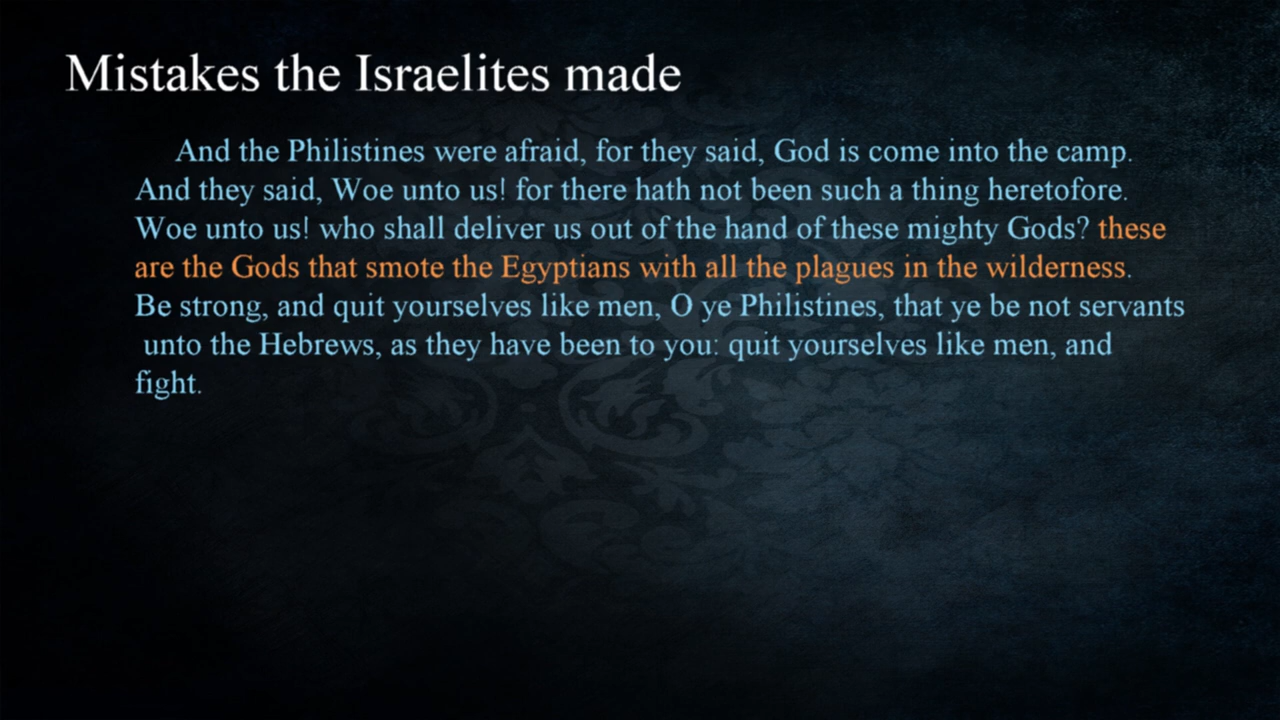 Mistakes the Israelites made
And the Philistines were afraid, for they said, God is come into the camp.
And they said, Woe unto us! for there hath not been such a thing heretofore.
Woe unto us! who shall deliver us out of the hand of these mighty Gods? these
are the Gods that smote the Egyptians with all the plagues in the wilderness.
Be strong, and quit yourselves like men, O ye Philistines, that ye be not servants
unto the Hebrews, as they have been to you: quit yourselves like men, and
fight.